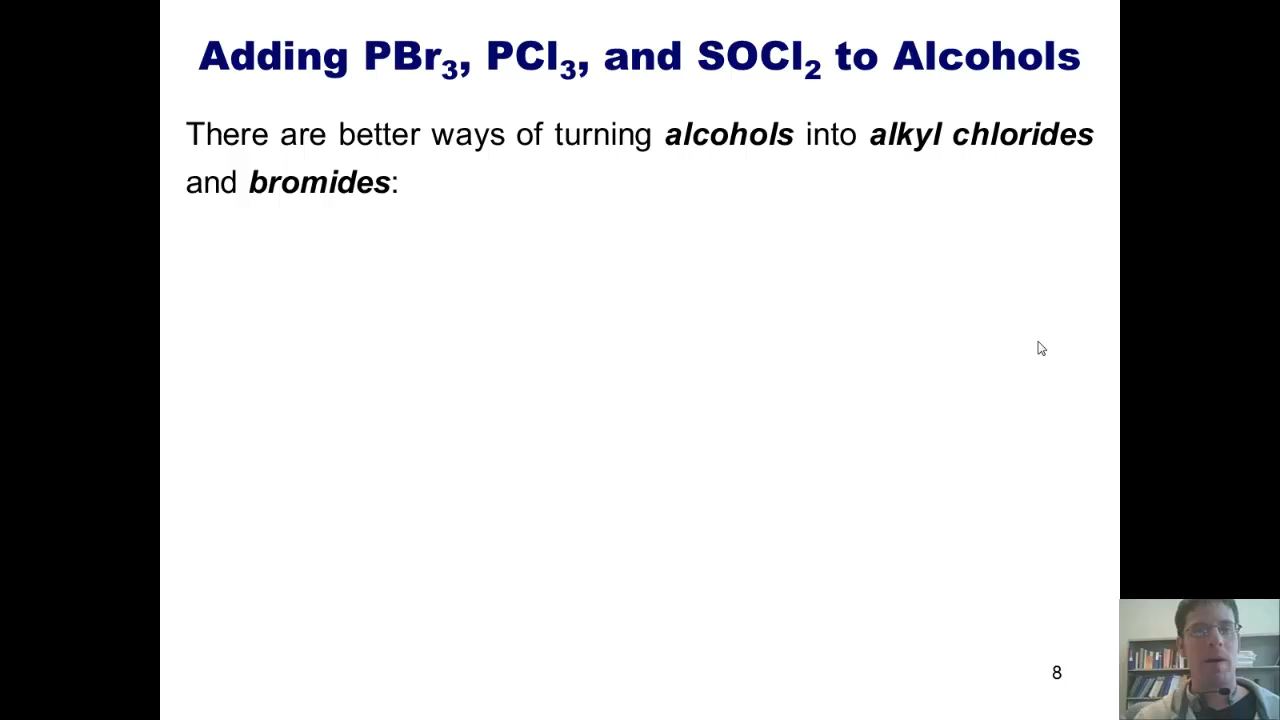 Adding PBr₃, PCl₃, and SOCl₂ to Alcohols
There are better ways of turning alcohols into alkyl chlorides
and bromides:
8